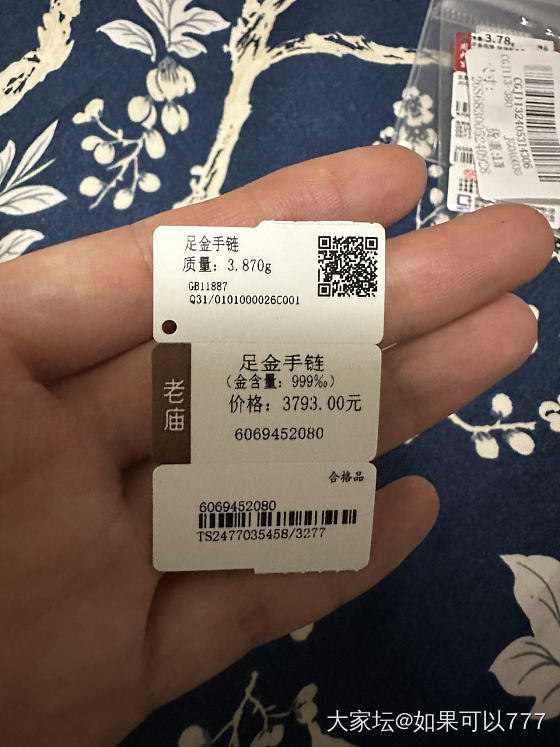 足金手链
质量：3.870g
GB11887
Q31/0101000026C001
老庙
足金手链
（金含量：999‰）
价格：3793.00元
6069452080
合格品
6069452080
TS2477035458/3277
3.78g
大家坛@如果可以777